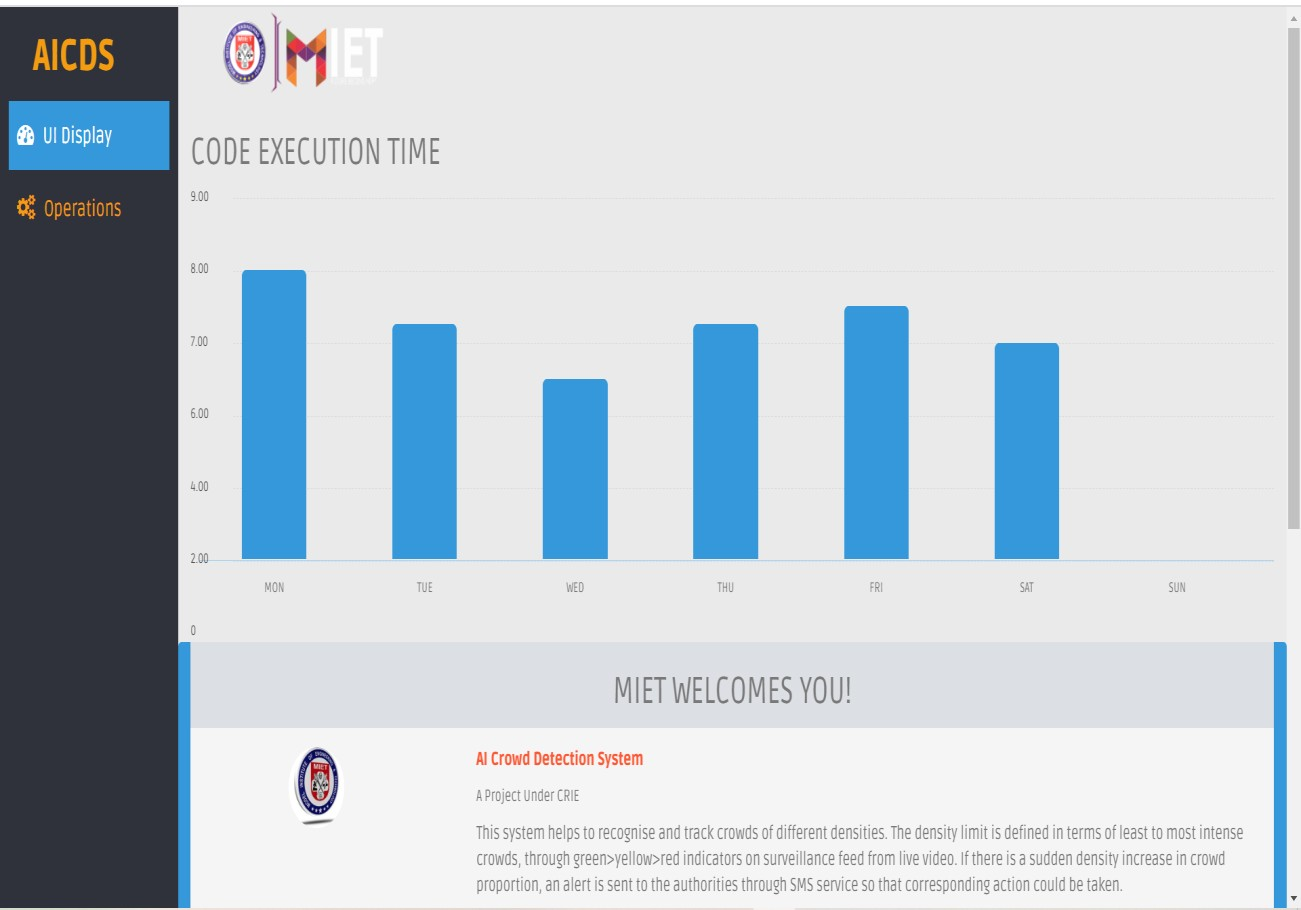 AICDS
UI Display
Operations
MIET
CODE EXECUTION TIME
9.00
8.00
7.00
6.00
4.00
2.00
MON TUE WED THU FRI SAT SUN
0
MIET WELCOMES YOU!
MIET
AI Crowd Detection System
A Project Under CRIE
This system helps to recognise and track crowds of different densities. The density limit is defined in terms of least to most intense
crowds, through green>yellow>red indicators on surveillance feed from live video. If there is a sudden density increase in crowd
proportion, an alert is sent to the authorities through SMS service so that corresponding action could be taken.